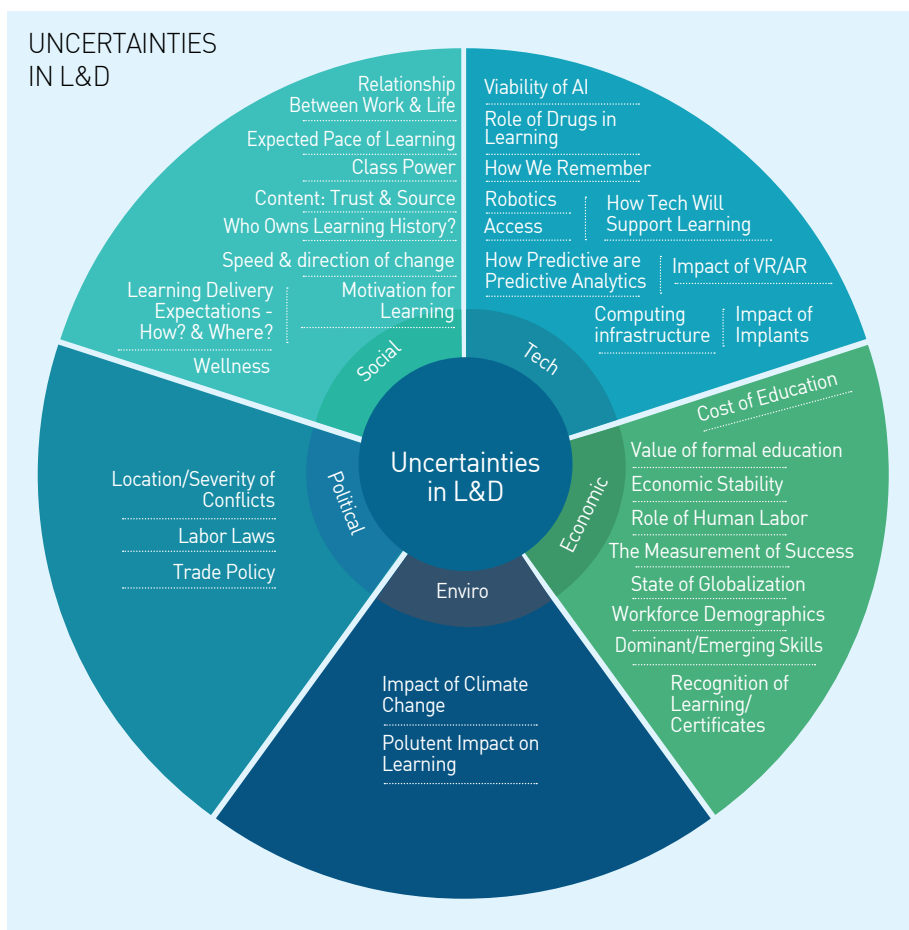 UNCERTAINTIES
IN L&D
Relationship
Between Work & Life
Expected Pace of Learning
Class Power
Content: Trust & Source
Who Owns Learning History?
Speed & direction of change
Learning Delivery
Expectations -
How? & Where?
Motivation for
Learning
Wellness
Social
Viability of AI
Role of Drugs in
Learning
How We Remember
Robotics
Access
How Tech Will
Support Learning
How Predictive are
Predictive Analytics
Impact of VR/AR
Computing
infrastructure
Impact of
Implants
Tech
Cost of Education
Value of formal education
Economic Stability
Role of Human Labor
The Measurement of Success
State of Globalization
Workforce Demographics
Dominant/Emerging Skills
Recognition of
Learning/
Certificates
Economic
Uncertainties
in L&D
Political
Location/Severity of
Conflicts
Labor Laws
Trade Policy
Enviro
Impact of Climate
Change
Polutent Impact on
Learning